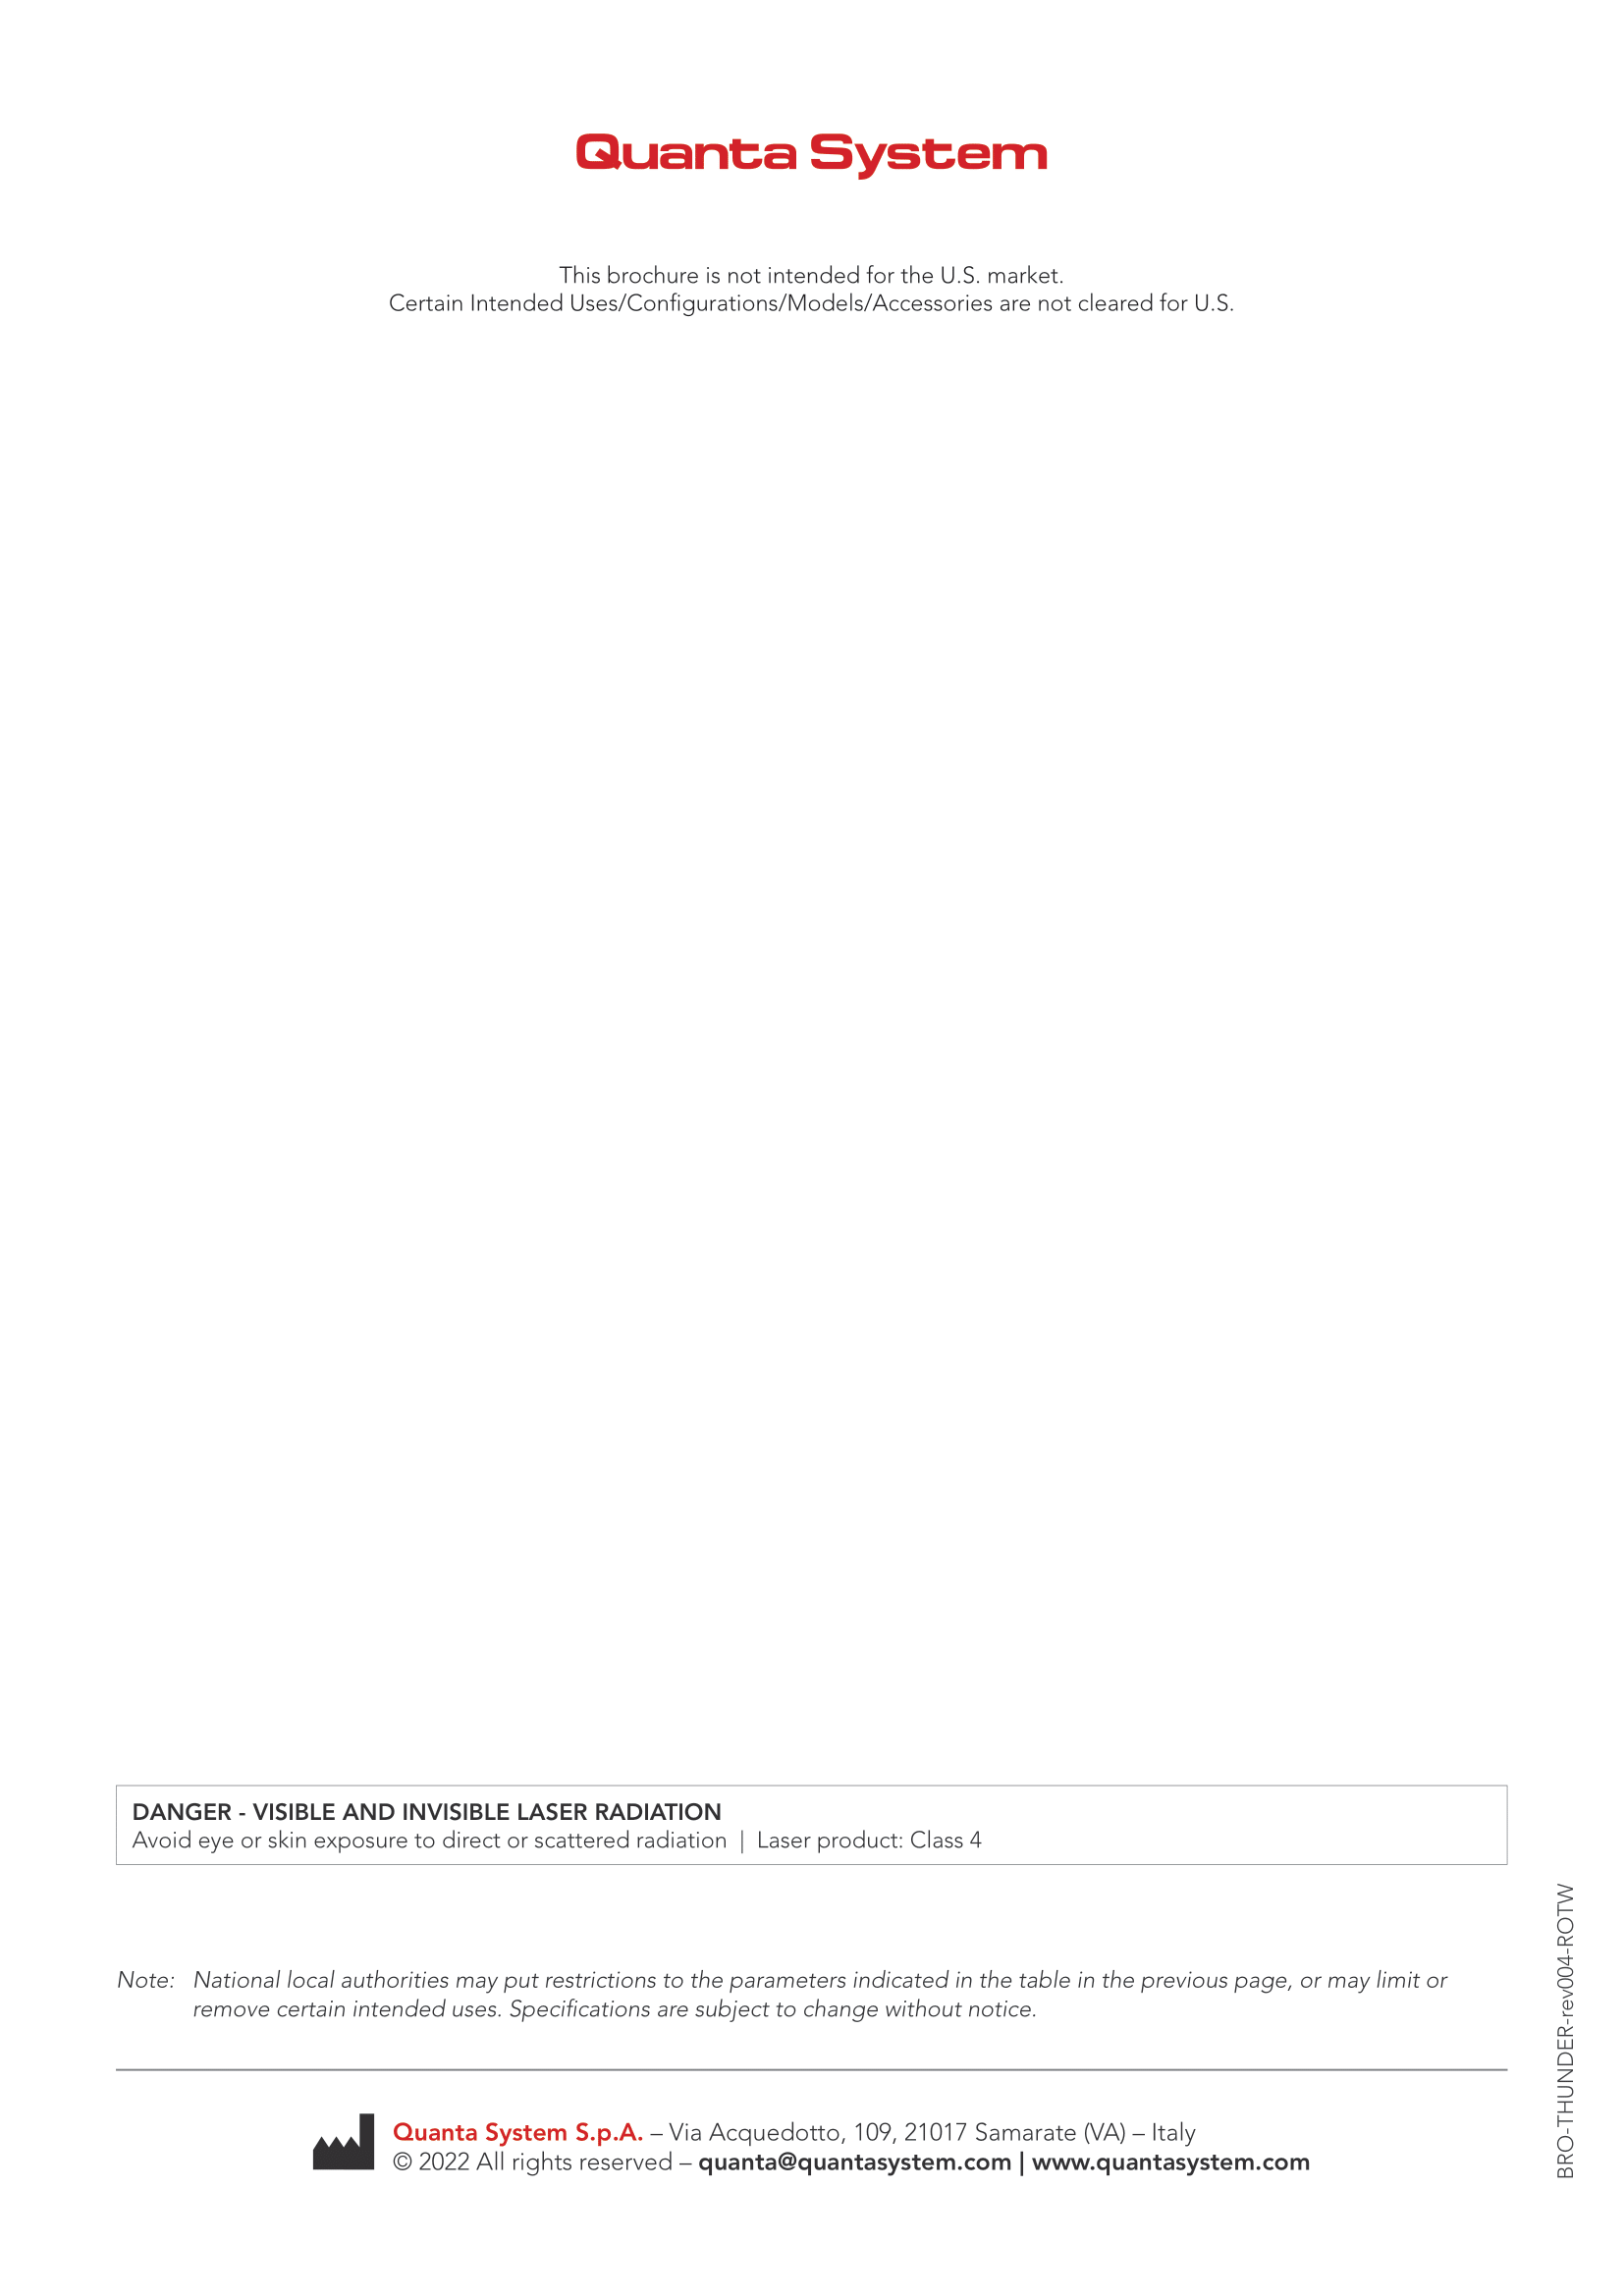 Quanta System
This brochure is not intended for the U.S. market.
Certain Intended Uses/Configurations/Models/Accessories are not cleared for U.S.
DANGER - VISIBLE AND INVISIBLE LASER RADIATION
Avoid eye or skin exposure to direct or scattered radiation | Laser product: Class 4
Note: National local authorities may put restrictions to the parameters indicated in the table in the previous page, or may limit or
remove certain intended uses. Specifications are subject to change without notice.
Quanta System S.p.A. – Via Acquedotto, 109, 21017 Samarate (VA) – Italy
© 2022 All rights reserved – quanta@quantasystem.com | www.quantasystem.com
BRO-THUNDER-rev004-ROTW